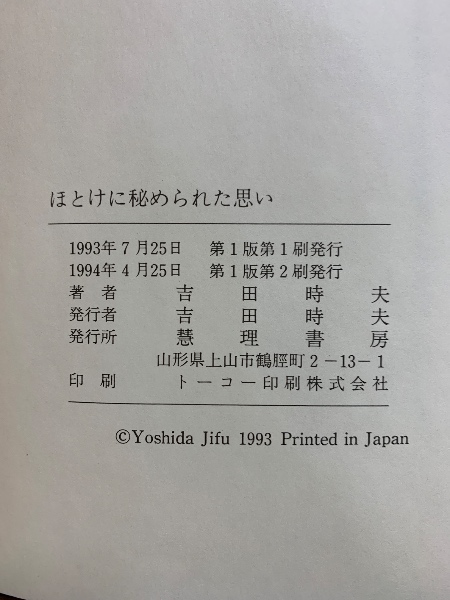 ほとけに秘められた思い
1993年7月25日 第1版第1刷発行
1994年4月25日 第1版第2刷発行
著者 吉田時夫
発行者 吉田時夫
発行所 慧理書房
山形県上山市鶴脛町2-13-1
印刷 トーコー印刷株式会社
©Yoshida Jifu 1993 Printed in Japan